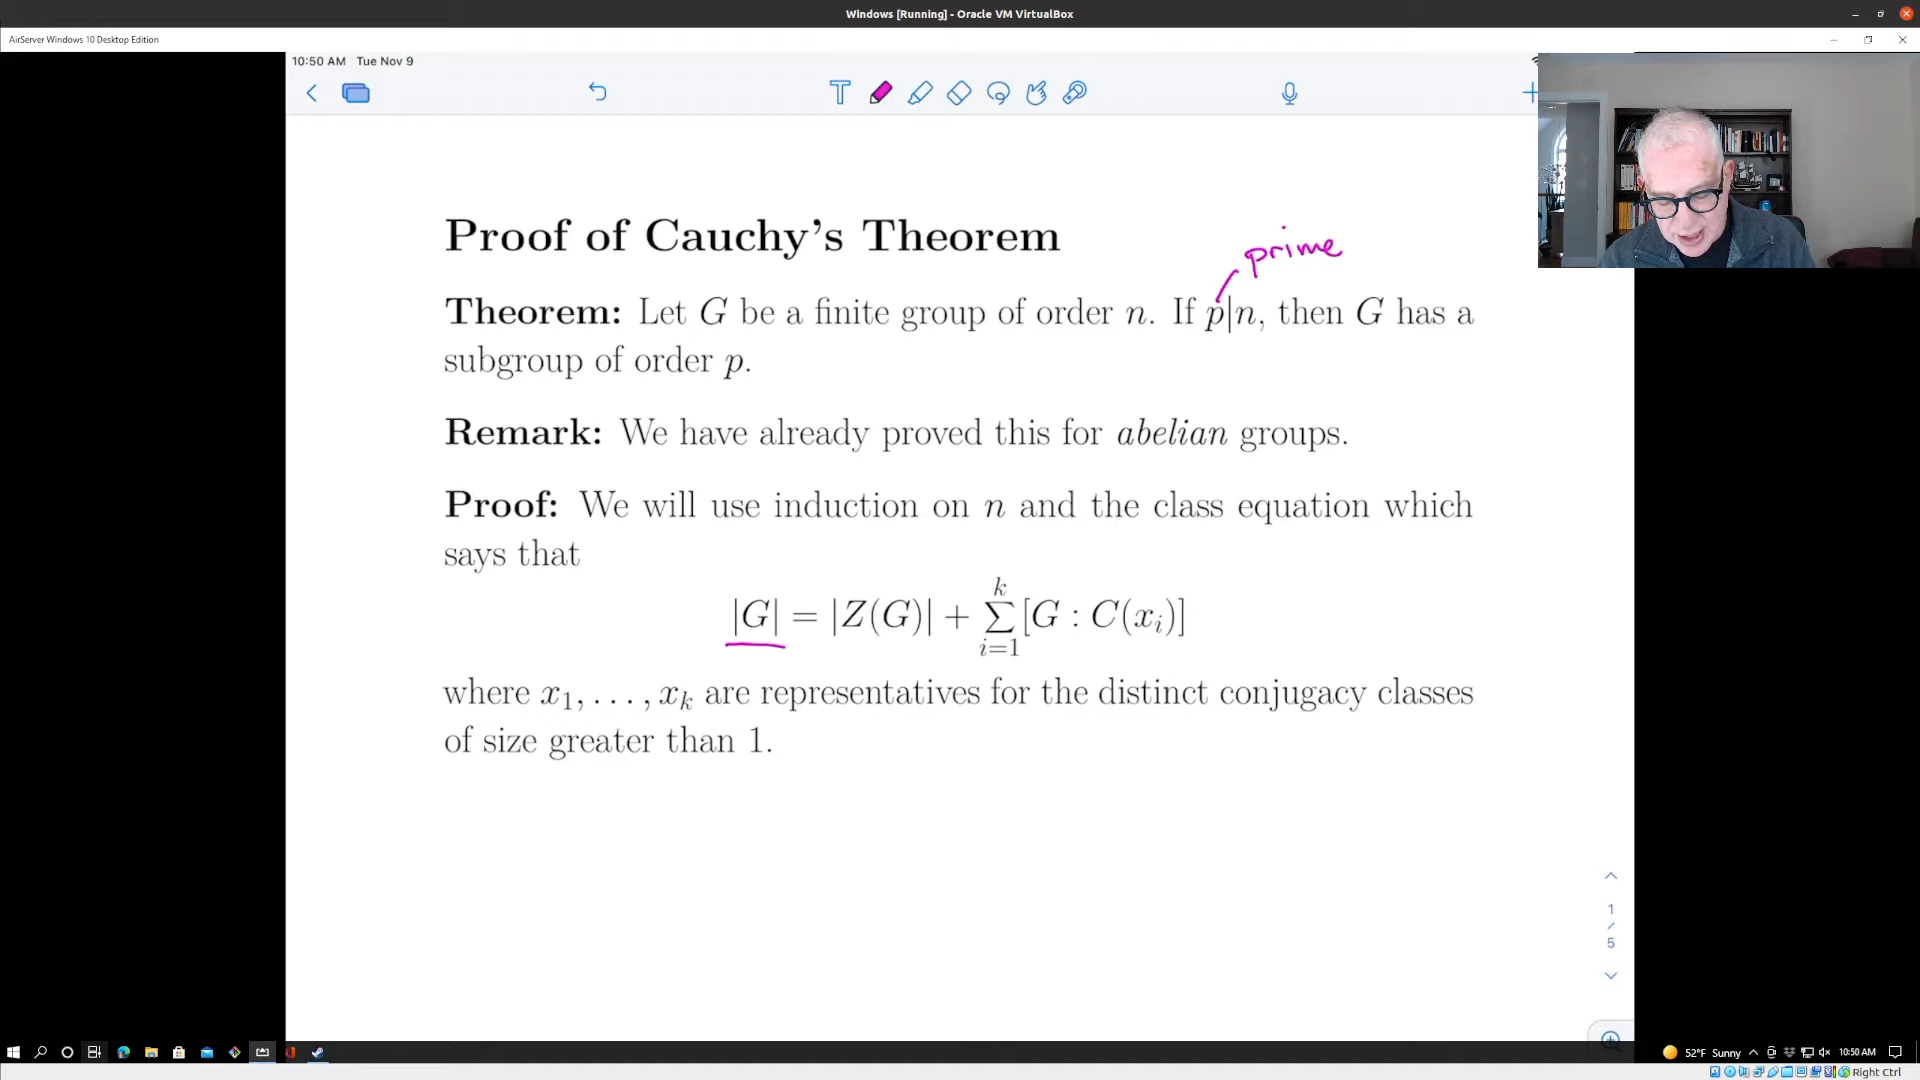 Windows [Running] - Oracle VM VirtualBox
AirServer Windows 10 Desktop Edition
10:50 AM Tue Nov 9
Proof of Cauchy's Theorem
prime
Theorem: Let G be a finite group of order n. If p|n, then G has a
subgroup of order p.
Remark: We have already proved this for abelian groups.
Proof: We will use induction on n and the class equation which
says that
|G| = |Z(G)| + \sum_{i=1}^{k} [G : C(x_i)]
where x_1, . . . , x_k are representatives for the distinct conjugacy classes
of size greater than 1.
1
/
5
52°F Sunny 10:50 AM
Right Ctrl